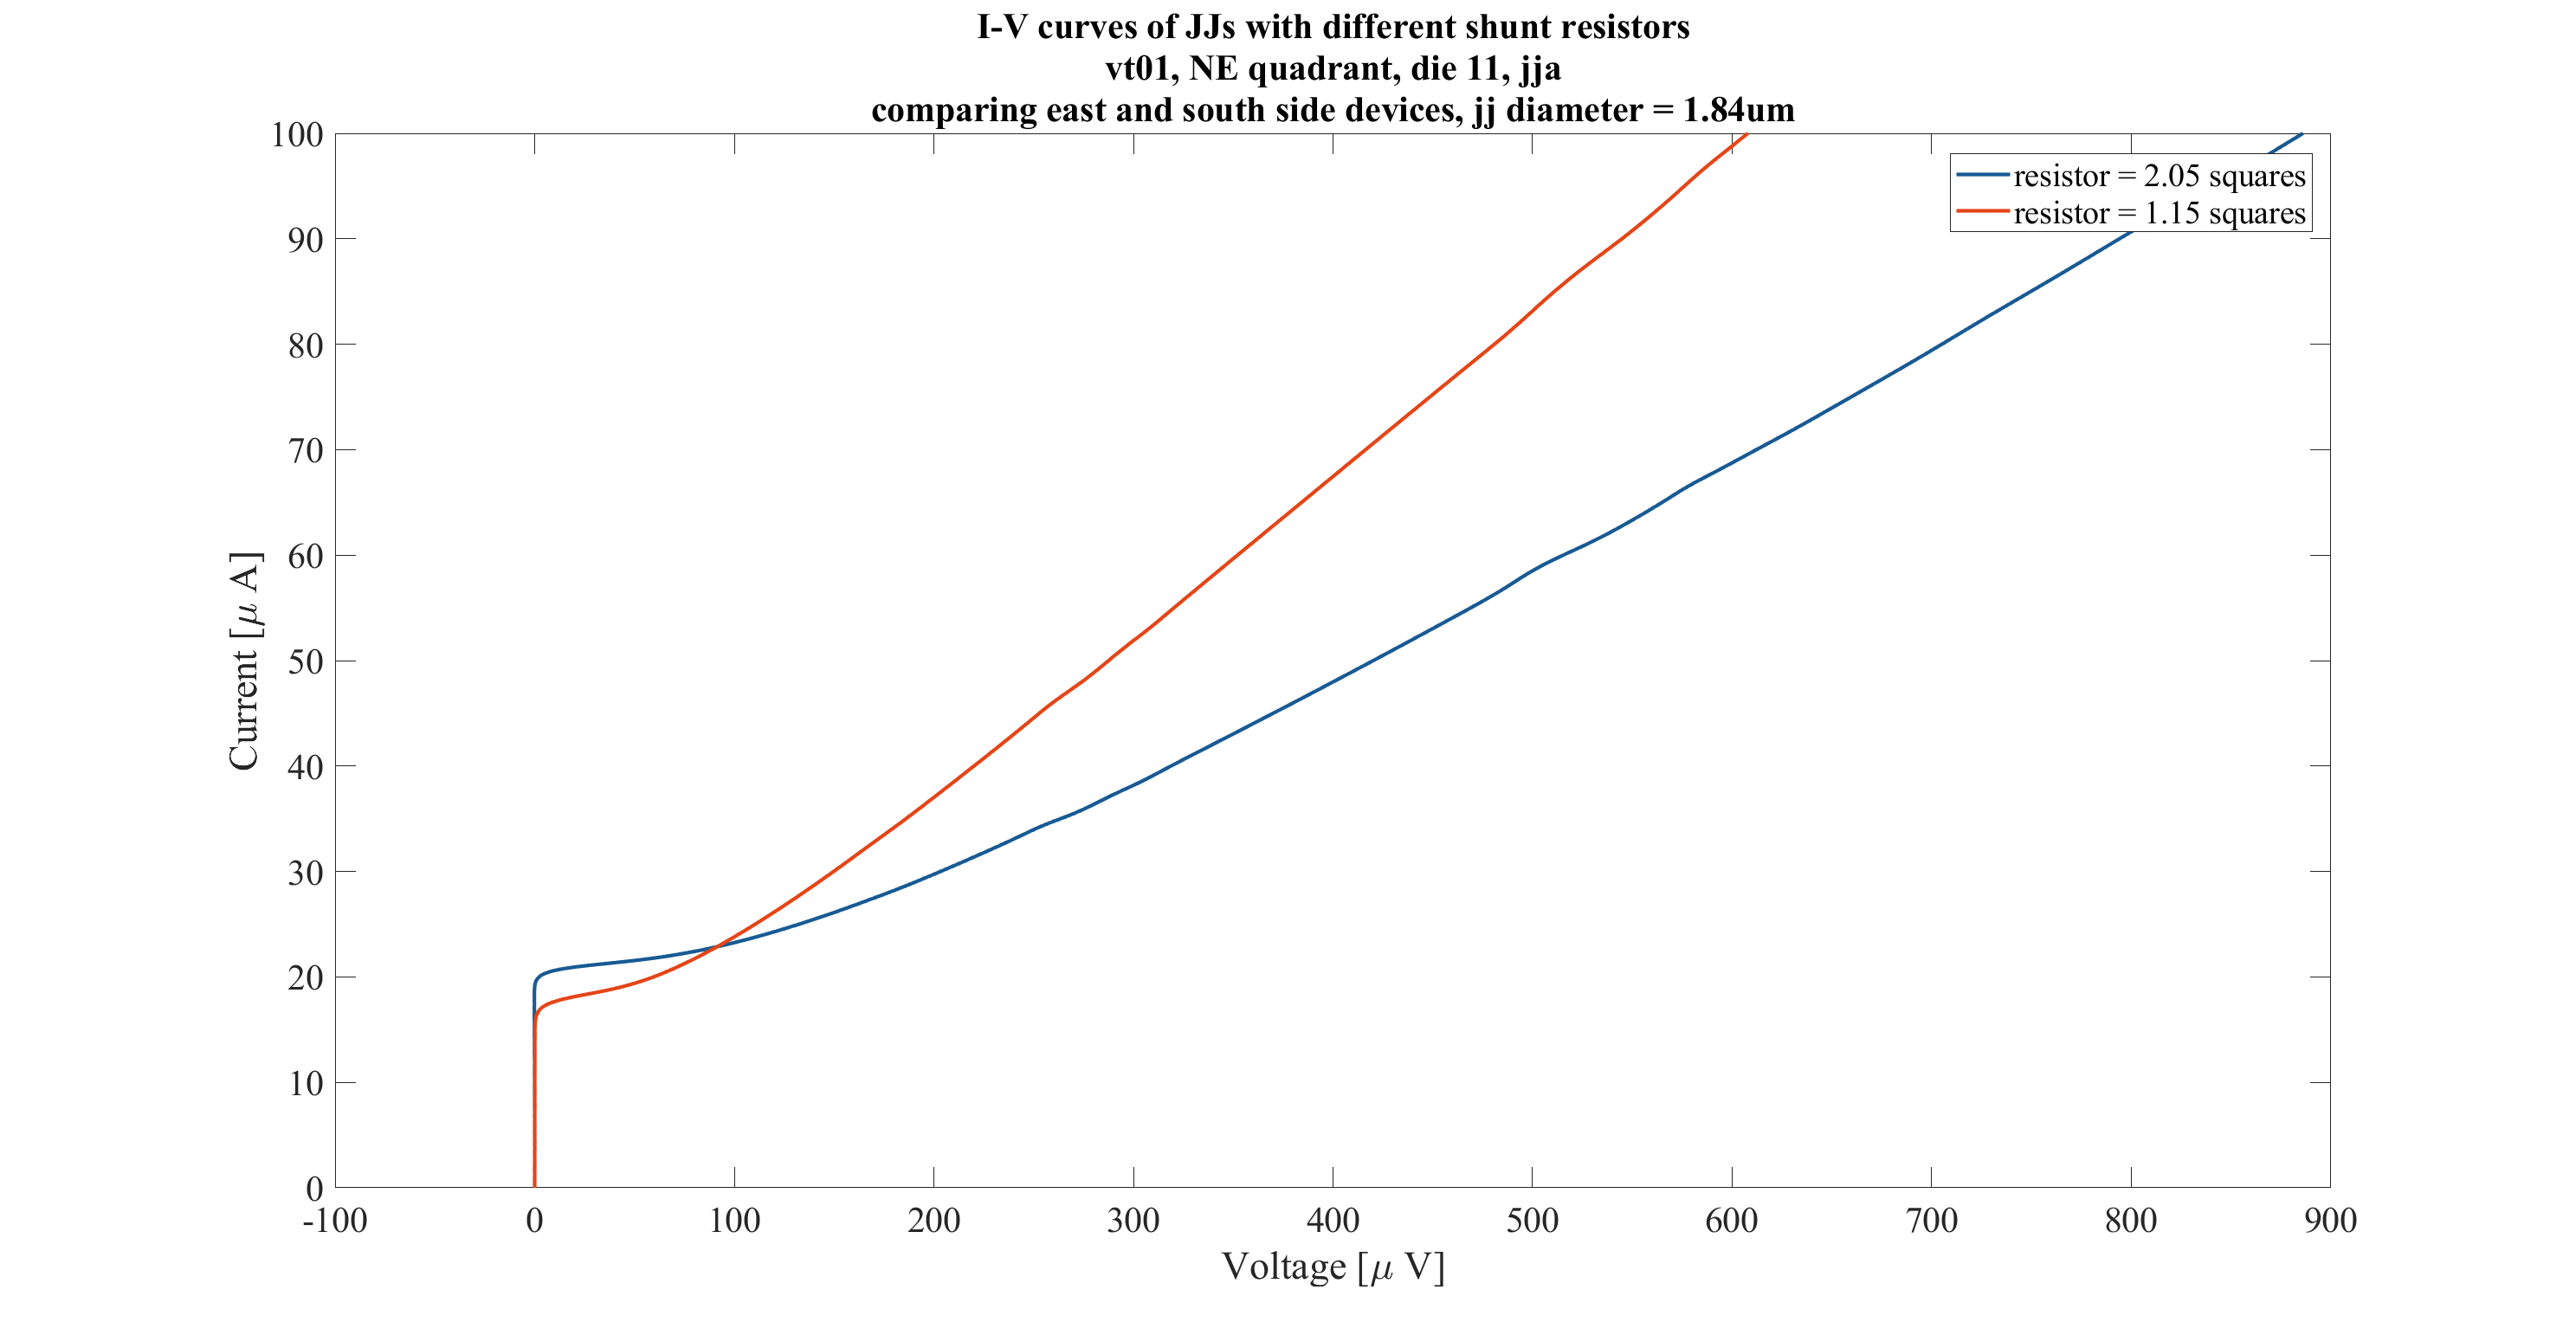 I-V curves of JJs with different shunt resistors
vt01, NE quadrant, die 11, jja
comparing east and south side devices, jj diameter = 1.84um
100
90
80
70
60
50
40
30
20
10
0
Current [μ A]
resistor = 2.05 squares
resistor = 1.15 squares
-100 0 100 200 300 400 500 600 700 800 900
Voltage [μ V]